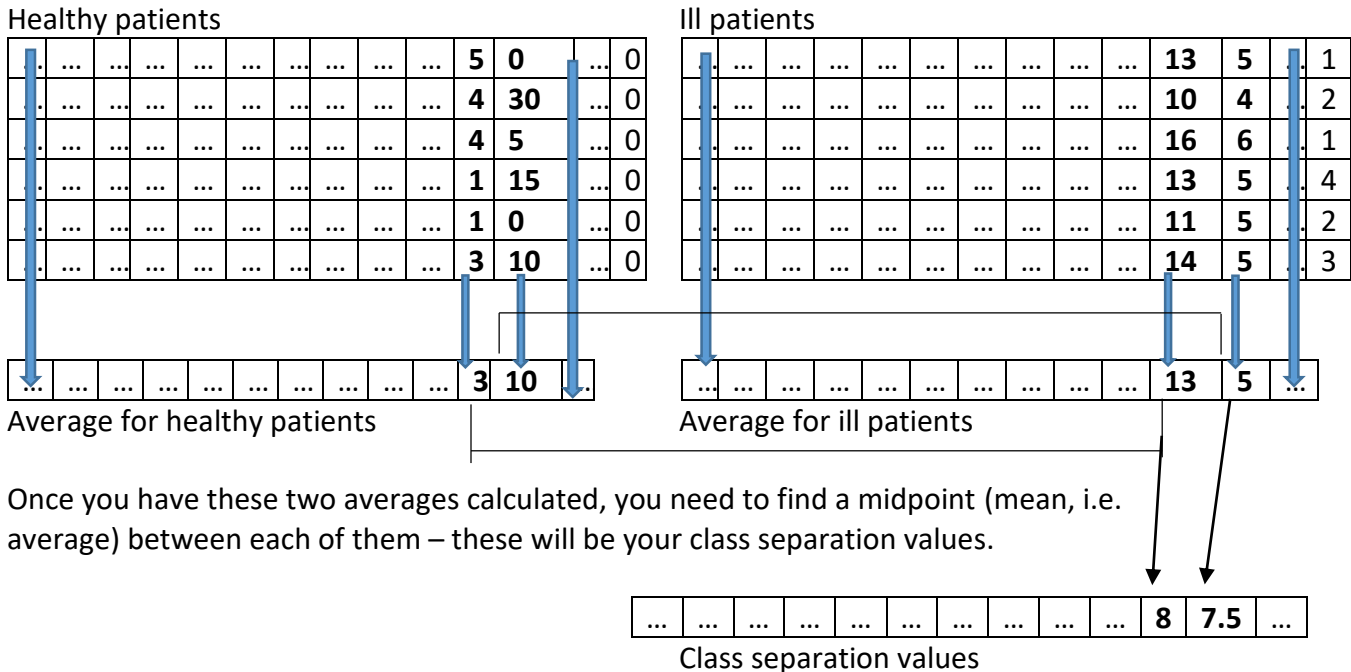 Healthy patients
Ill patients
... ... ... ... ... ... ... ... ... 5 0 ... 0
... ... ... ... ... ... ... ... ... 4 30 ... 0
... ... ... ... ... ... ... ... ... 4 5 ... 0
... ... ... ... ... ... ... ... ... 1 15 ... 0
... ... ... ... ... ... ... ... ... 1 0 ... 0
... ... ... ... ... ... ... ... ... 3 10 ... 0
... ... ... ... ... ... ... ... ... 13 5 ... 1
... ... ... ... ... ... ... ... ... 10 4 ... 2
... ... ... ... ... ... ... ... ... 16 6 ... 1
... ... ... ... ... ... ... ... ... 13 5 ... 4
... ... ... ... ... ... ... ... ... 11 5 ... 2
... ... ... ... ... ... ... ... ... 14 5 ... 3
... ... ... ... ... ... ... ... ... 3 10 ...
Average for healthy patients
... ... ... ... ... ... ... ... ... 13 5 ...
Average for ill patients
Once you have these two averages calculated, you need to find a midpoint (mean, i.e.
average) between each of them – these will be your class separation values.
... ... ... ... ... ... ... ... ... 8 7.5 ...
Class separation values